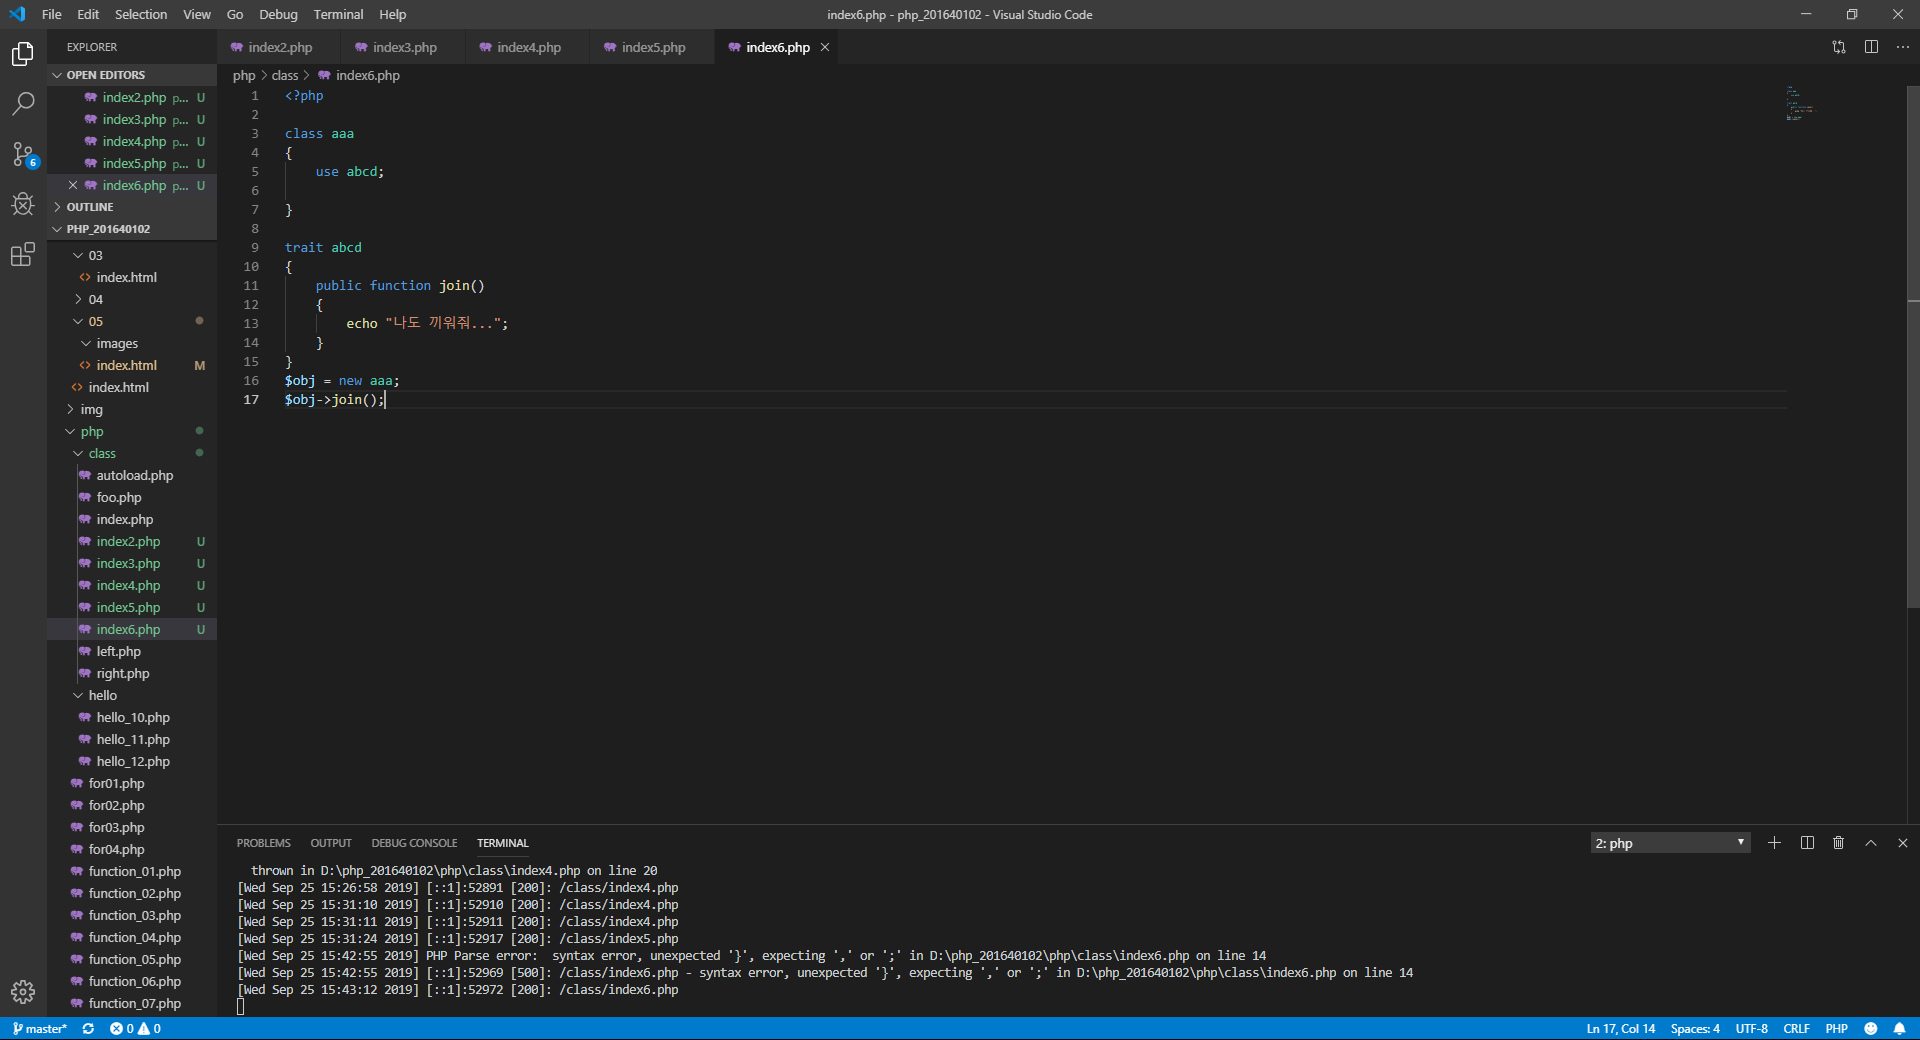 File Edit Selection View Go Debug Terminal Help
index6.php - php_201640102 - Visual Studio Code
EXPLORER
OPEN EDITORS
index2.php p... U
index3.php p... U
index4.php p... U
index5.php p... U
index6.php p... U
OUTLINE
PHP_201640102
03
index.html
04
05
images
index.html M
index.html
img
php
class
autoload.php
foo.php
index.php
index2.php U
index3.php U
index4.php U
index5.php U
index6.php U
left.php
right.php
hello
hello_10.php
hello_11.php
hello_12.php
for01.php
for02.php
for03.php
for04.php
function_01.php
function_02.php
function_03.php
function_04.php
function_05.php
function_06.php
function_07.php
6
index2.php index3.php index4.php index5.php index6.php
php > class > index6.php
1 <?php
2
3 class aaa
4 {
5 use abcd;
6
7 }
8
9 trait abcd
10 {
11 public function join()
12 {
13 echo "나도 끼워줘...";
14 }
15 }
16 $obj = new aaa;
17 $obj->join();
PROBLEMS OUTPUT DEBUG CONSOLE TERMINAL
2: php
thrown in D:\php_201640102\php\class\index4.php on line 20
[Wed Sep 25 15:26:58 2019] [::1]:52891 [200]: /class/index4.php
[Wed Sep 25 15:31:10 2019] [::1]:52910 [200]: /class/index4.php
[Wed Sep 25 15:31:11 2019] [::1]:52911 [200]: /class/index4.php
[Wed Sep 25 15:31:24 2019] [::1]:52917 [200]: /class/index5.php
[Wed Sep 25 15:42:55 2019] PHP Parse error:  syntax error, unexpected '}', expecting ',' or ';' in D:\php_201640102\php\class\index6.php on line 14
[Wed Sep 25 15:42:55 2019] [::1]:52969 [500]: /class/index6.php - syntax error, unexpected '}', expecting ',' or ';' in D:\php_201640102\php\class\index6.php on line 14
[Wed Sep 25 15:43:12 2019] [::1]:52972 [200]: /class/index6.php
master* 0 0 Ln 17, Col 14 Spaces: 4 UTF-8 CRLF PHP